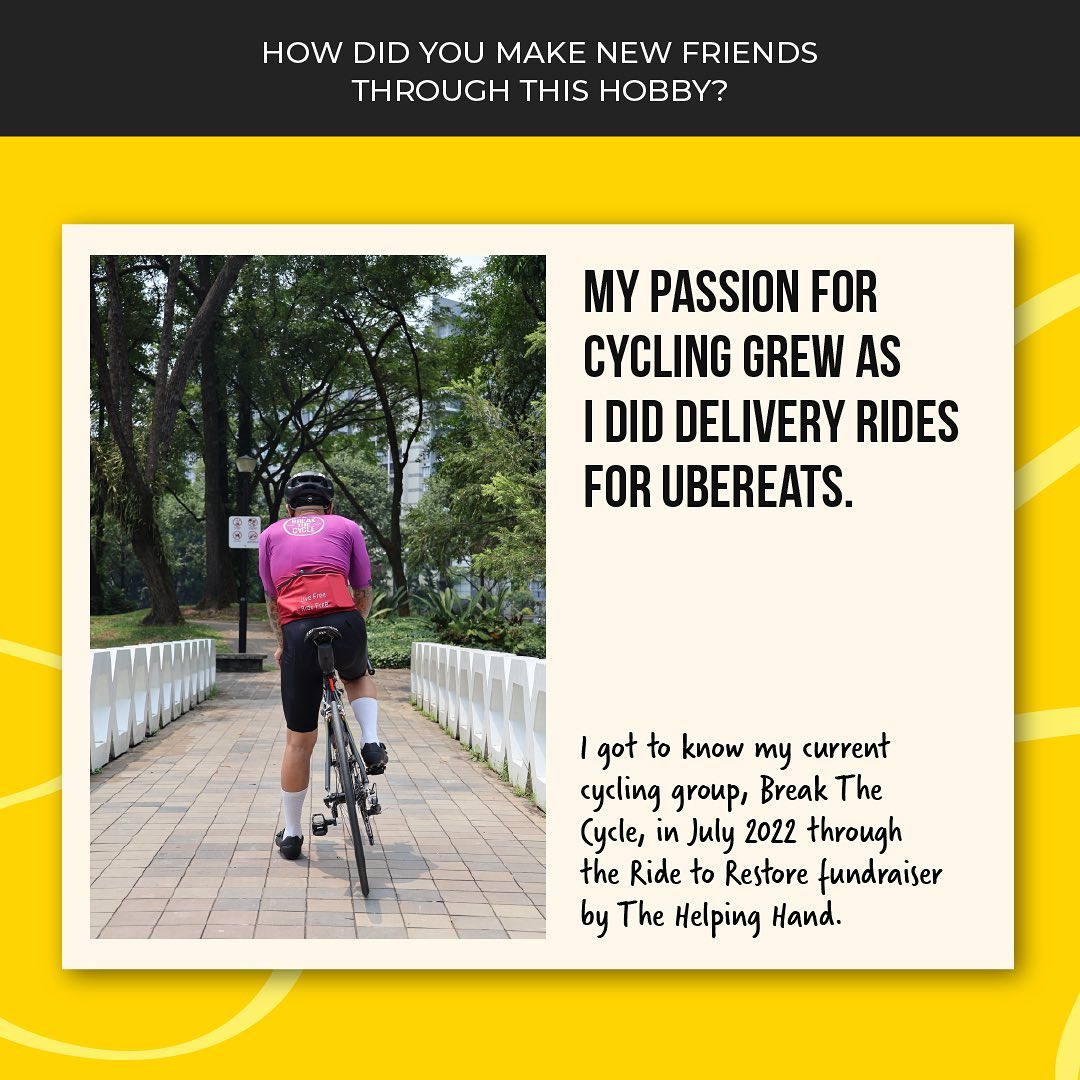 HOW DID YOU MAKE NEW FRIENDS
THROUGH THIS HOBBY?
MY PASSION FOR
CYCLING GREW AS
I DID DELIVERY RIDES
FOR UBEREATS.
BREAK
THE
CYCLE
Live Free
Ride Free
I got to know my current
cycling group, Break The
Cycle, in July 2022 through
the Ride to Restore fundraiser
by The Helping Hand.